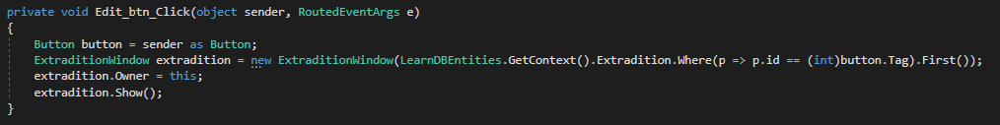 private void Edit_btn_Click(object sender, RoutedEventArgs e)
{
Button button = sender as Button;
ExtraditionWindow extradition = new ExtraditionWindow(LearnDBEntities.GetContext().Extradition.Where(p => p.id == (int)button.Tag).First());
extradition.Owner = this;
extradition.Show();
}